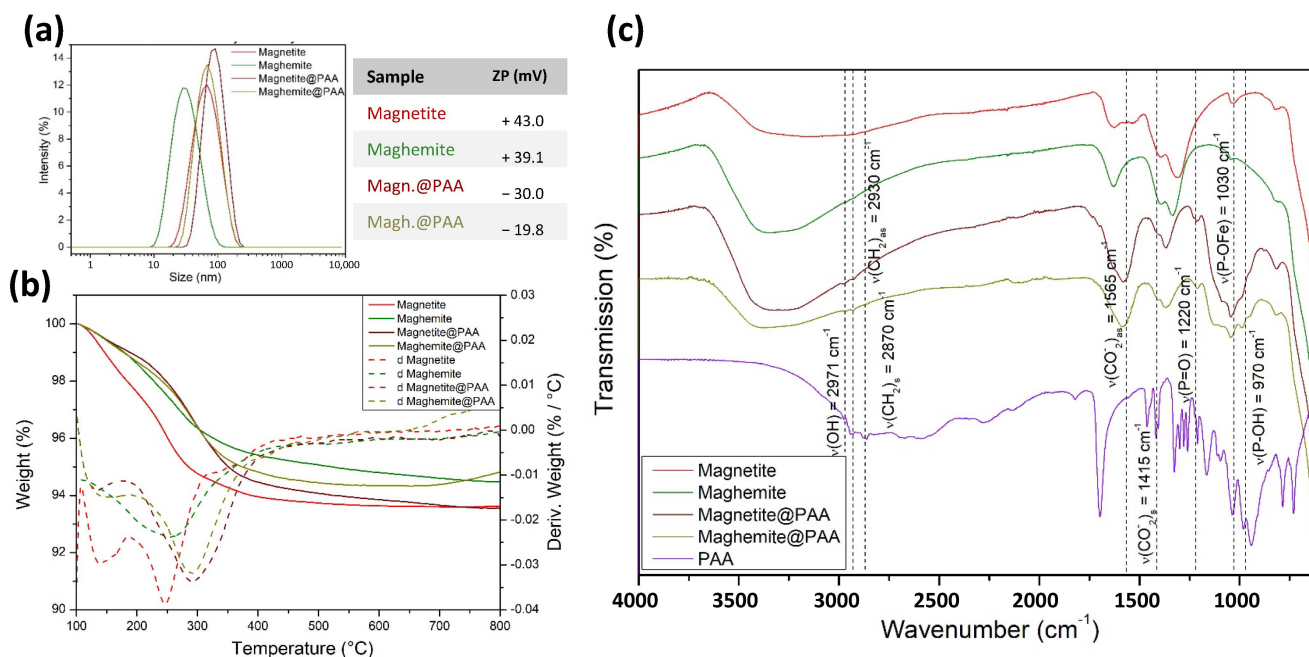 (a)
Magnetite
Maghemite
Magnetite@PAA
Maghemite@PAA
14
12
10
8
6
4
2
0
Intensity (%)
1 10 100 1000 10,000
Size (nm)
Sample ZP (mV)
Magnetite + 43.0
Maghemite + 39.1
Magn.@PAA − 30.0
Magh.@PAA − 19.8
(b)
Magnetite
Maghemite
Magnetite@PAA
Maghemite@PAA
d Magnetite
d Maghemite
d Magnetite@PAA
d Maghemite@PAA
100
98
96
94
92
90
Weight (%)
0.03
0.02
0.01
0.00
-0.01
-0.02
-0.03
-0.04
Deriv. Weight (% / °C)
100 200 300 400 500 600 700 800
Temperature (°C)
(c)
Transmission (%)
ν(OH) = 2971 cm⁻¹
ν(CH₂)ₐₛ = 2930 cm⁻¹
ν(CH₂)ₛ = 2870 cm⁻¹
ν(CO₂⁻)ₐₛ = 1565 cm⁻¹
ν(CO₂⁻)ₛ = 1415 cm⁻¹
ν(P=O) = 1220 cm⁻¹
ν(P-OFe) = 1030 cm⁻¹
ν(P-OH) = 970 cm⁻¹
Magnetite
Maghemite
Magnetite@PAA
Maghemite@PAA
PAA
4000 3500 3000 2500 2000 1500 1000
Wavenumber (cm⁻¹)